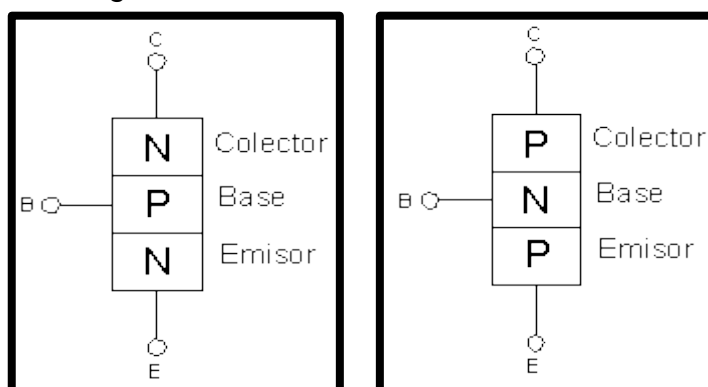 C
N Colector
B P Base
N Emisor
E
C
P Colector
B N Base
P Emisor
E